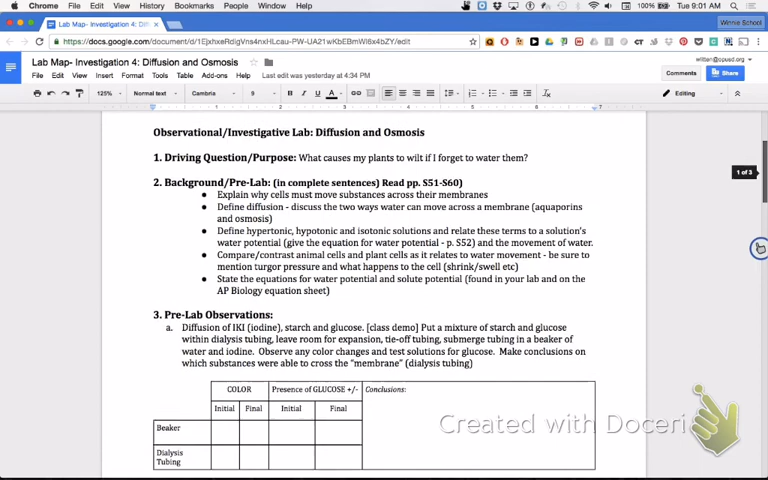 Chrome File Edit View History Bookmarks People Window Help
100% Tue 9:01 AM
Lab Map- Investigation 4: Diffusion and Osmosis
Winnie School
https://docs.google.com/document/d/1EjxhxeRdigVns4nxHLcau-PW-UA21wKbEBmWl6x4bZY/edit
Lab Map- Investigation 4: Diffusion and Osmosis
File Edit View Insert Format Tools Table Add-ons Help Last edit was yesterday at 4:34 PM
Comments Share
125% Normal text Cambria 9 B I U A Editing
Observational/Investigative Lab: Diffusion and Osmosis
1. Driving Question/Purpose: What causes my plants to wilt if I forget to water them?
1 of 3
2. Background/Pre-Lab: (in complete sentences) Read pp. S51-S60)
● Explain why cells must move substances across their membranes
● Define diffusion - discuss the two ways water can move across a membrane (aquaporins
and osmosis)
● Define hypertonic, hypotonic and isotonic solutions and relate these terms to a solution's
water potential (give the equation for water potential - p. S52) and the movement of water.
● Compare/contrast animal cells and plant cells as it relates to water movement - be sure to
mention turgor pressure and what happens to the cell (shrink/swell etc)
● State the equations for water potential and solute potential (found in your lab and on the
AP Biology equation sheet)
3. Pre-Lab Observations:
a. Diffusion of IKI (iodine), starch and glucose. [class demo] Put a mixture of starch and glucose
within dialysis tubing, leave room for expansion, tie-off tubing, submerge tubing in a beaker of
water and iodine. Observe any color changes and test solutions for glucose. Make conclusions on
which substances were able to cross the "membrane" (dialysis tubing)
COLOR Presence of GLUCOSE +/- Conclusions:
Initial Final Initial Final
Beaker
Dialysis
Tubing
Created with Doceri